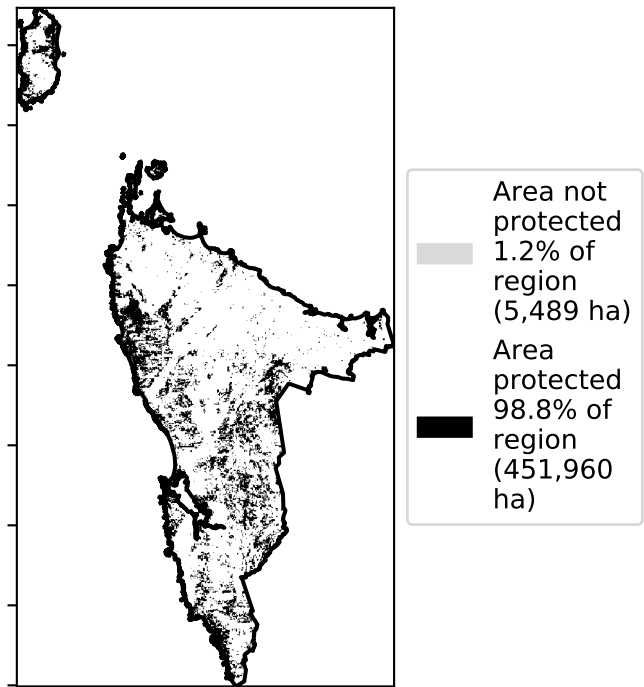 Area not
protected
1.2% of
region
(5,489 ha)
Area
protected
98.8% of
region
(451,960
ha)